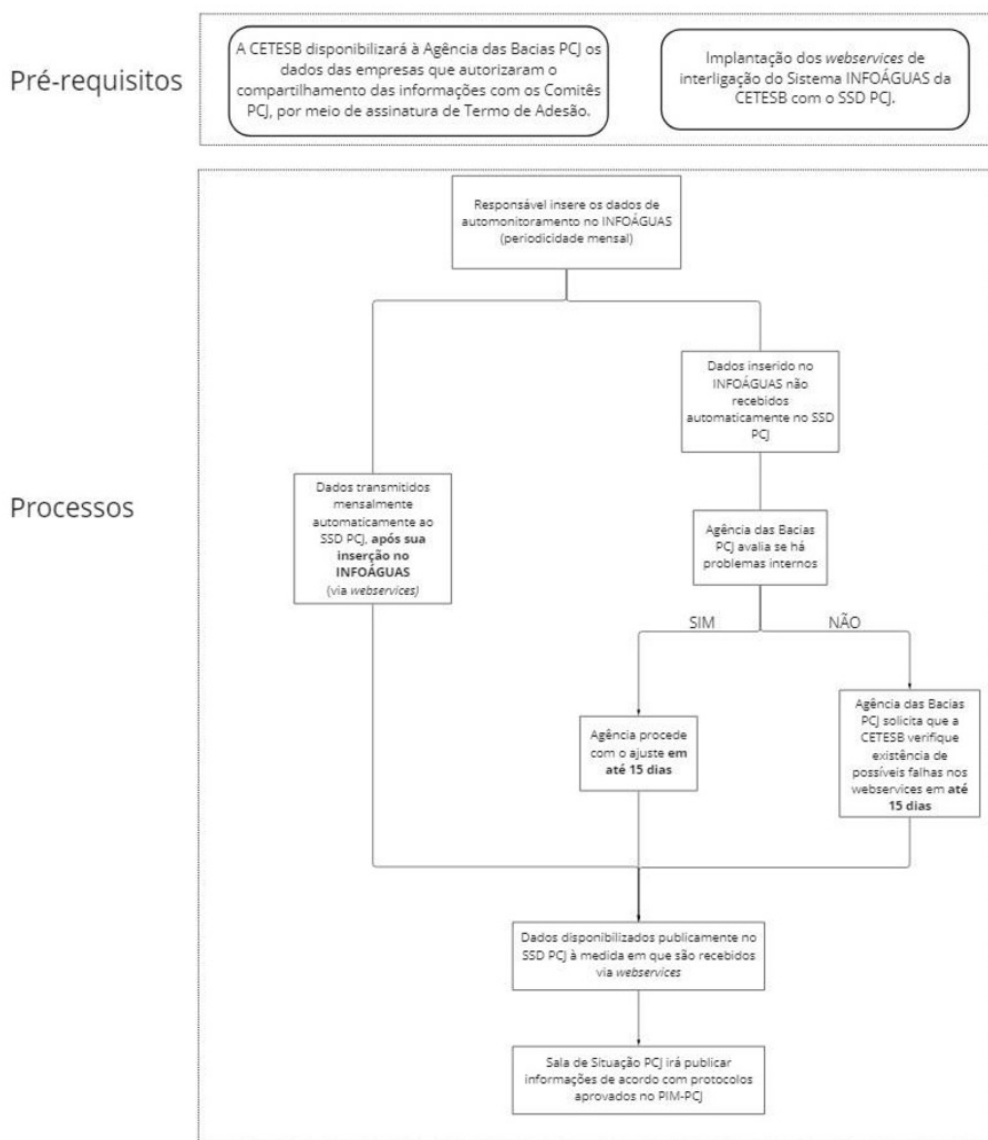 Pré-requisitos
A CETESB disponibilizará à Agência das Bacias PCJ os
dados das empresas que autorizaram o
compartilhamento das informações com os Comitês
PCJ, por meio de assinatura de Termo de Adesão.
Implantação dos webservices de
interligação do Sistema INFOÁGUAS da
CETESB com o SSD PCJ.
Processos
Responsável insere os dados de
automonitoramento no INFOÁGUAS
(periodicidade mensal)
Dados inserido no
INFOÁGUAS não
recebidos
automaticamente no SSD
PCJ
Dados transmitidos
mensalmente
automaticamente ao
SSD PCJ, após sua
inserção no
INFOÁGUAS
(via webservices)
Agência das Bacias
PCJ avalia se há
problemas internos
SIM
NÃO
Agência procede
com o ajuste em
até 15 dias
Agência das Bacias
PCJ solicita que a
CETESB verifique
existência de
possíveis falhas nos
webservices em até
15 dias
Dados disponibilizados publicamente no
SSD PCJ à medida em que são recebidos
via webservices
Sala de Situação PCJ irá publicar
informações de acordo com protocolos
aprovados no PIM-PCJ